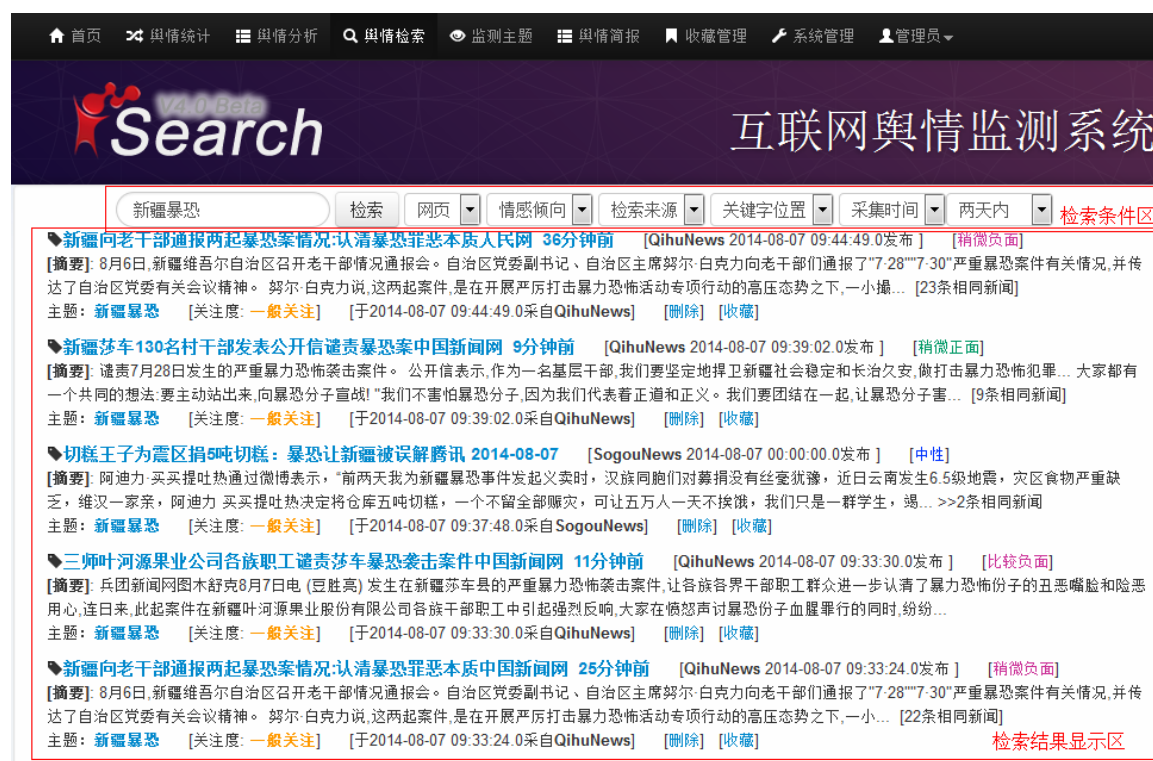 首页 舆情统计 舆情分析 舆情检索 监测主题 舆情简报 收藏管理 系统管理 管理员
V4.0 Beta
iSearch
互联网舆情监测系统
新疆暴恐 检索 网页 情感倾向 检索来源 关键字位置 采集时间 两天内 检索条件区
新疆向老干部通报两起暴恐案情况:认清暴恐罪恶本质人民网 36分钟前 [QihuNews 2014-08-07 09:44:49.0发布 ] [稍微负面]
[摘要]: 8月6日,新疆维吾尔自治区召开老干部情况通报会。自治区党委副书记、自治区主席努尔·白克力向老干部们通报了"7·28""7·30"严重暴恐案件有关情况,并传
达了自治区党委有关会议精神。 努尔·白克力说,这两起案件,是在开展严厉打击暴力恐怖活动专项行动的高压态势之下,一小撮... [23条相同新闻]
主题: 新疆暴恐 [关注度: 一般关注] [于2014-08-07 09:44:49.0采自QihuNews] [删除] [收藏]
新疆莎车130名村干部发表公开信谴责暴恐案中国新闻网 9分钟前 [QihuNews 2014-08-07 09:39:02.0发布 ] [稍微正面]
[摘要]: 谴责7月28日发生的严重暴力恐怖袭击案件。 公开信表示,作为一名基层干部,我们要坚定地捍卫新疆社会稳定和长治久安,做打击暴力恐怖犯罪... 大家都有
一个共同的想法:要主动站出来,向暴恐分子宣战! "我们不害怕暴恐分子,因为我们代表着正道和正义。我们要团结在一起,让暴恐分子害... [9条相同新闻]
主题: 新疆暴恐 [关注度: 一般关注] [于2014-08-07 09:39:02.0采自QihuNews] [删除] [收藏]
切糕王子为震区捐5吨切糕：暴恐让新疆被误解腾讯 2014-08-07 [SogouNews 2014-08-07 00:00:00.0发布 ] [中性]
[摘要]: 阿迪力·买买提吐热通过微博表示，“前两天我为新疆暴恐事件发起义卖时，汉族同胞们对募捐没有丝毫犹豫，近日云南发生6.5级地震，灾区食物严重缺
乏，维汉一家亲，阿迪力 买买提吐热决定将仓库五吨切糕，一个不留全部赈灾，可让五万人一天不挨饿，我们只是一群学生，竭... >>2条相同新闻
主题: 新疆暴恐 [关注度: 一般关注] [于2014-08-07 09:37:48.0采自SogouNews] [删除] [收藏]
三师叶河源果业公司各族职工谴责莎车暴恐袭击案件中国新闻网 11分钟前 [QihuNews 2014-08-07 09:33:30.0发布 ] [比较负面]
[摘要]: 兵团新闻网图木舒克8月7日电 (豆胜亮) 发生在新疆莎车县的严重暴力恐怖袭击案件,让各族各界干部职工群众进一步认清了暴力恐怖份子的丑恶嘴脸和险恶
用心,连日来,此起案件在新疆叶河源果业股份有限公司各族干部职工中引起强烈反响,大家在愤怒声讨暴恐份子血腥罪行的同时,纷纷...
主题: 新疆暴恐 [关注度: 一般关注] [于2014-08-07 09:33:30.0采自QihuNews] [删除] [收藏]
新疆向老干部通报两起暴恐案情况:认清暴恐罪恶本质中国新闻网 25分钟前 [QihuNews 2014-08-07 09:33:24.0发布 ] [稍微负面]
[摘要]: 8月6日,新疆维吾尔自治区召开老干部情况通报会。自治区党委副书记、自治区主席努尔·白克力向老干部们通报了"7·28""7·30"严重暴恐案件有关情况,并传
达了自治区党委有关会议精神。 努尔·白克力说,这两起案件,是在开展严厉打击暴力恐怖活动专项行动的高压态势之下,一小... [22条相同新闻]
主题: 新疆暴恐 [关注度: 一般关注] [于2014-08-07 09:33:24.0采自QihuNews] [删除] [收藏] 检索结果显示区